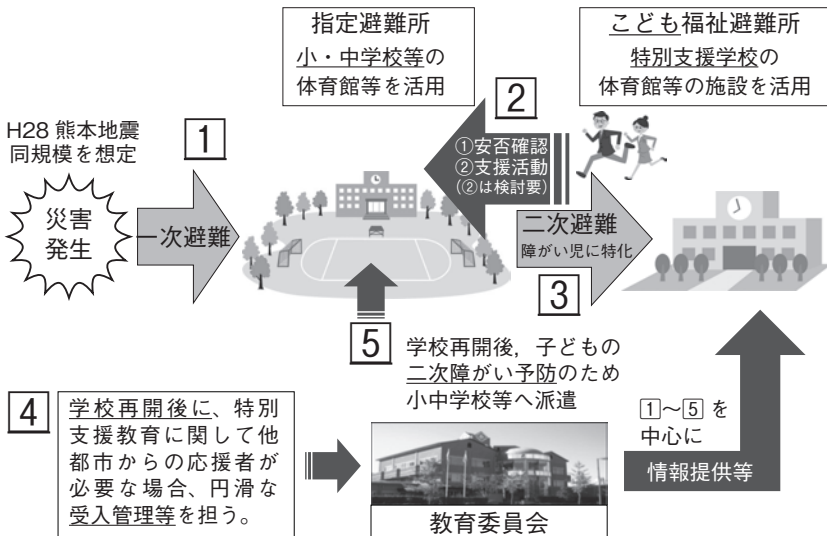 指定避難所
小・中学校等の
体育館等を活用
こども福祉避難所
特別支援学校の
体育館等の施設を活用
H28 熊本地震
同規模を想定
1
2
①安否確認
②支援活動
(②は検討要)
災害
発生
一次避難
二次避難
障がい児に特化
3
5
学校再開後，子どもの
二次障がい予防のため
小中学校等へ派遣
4
学校再開後に、特別
支援教育に関して他
都市からの応援者が
必要な場合、円滑な
受入管理等を担う。
教育委員会
1～5 を
中心に
情報提供等